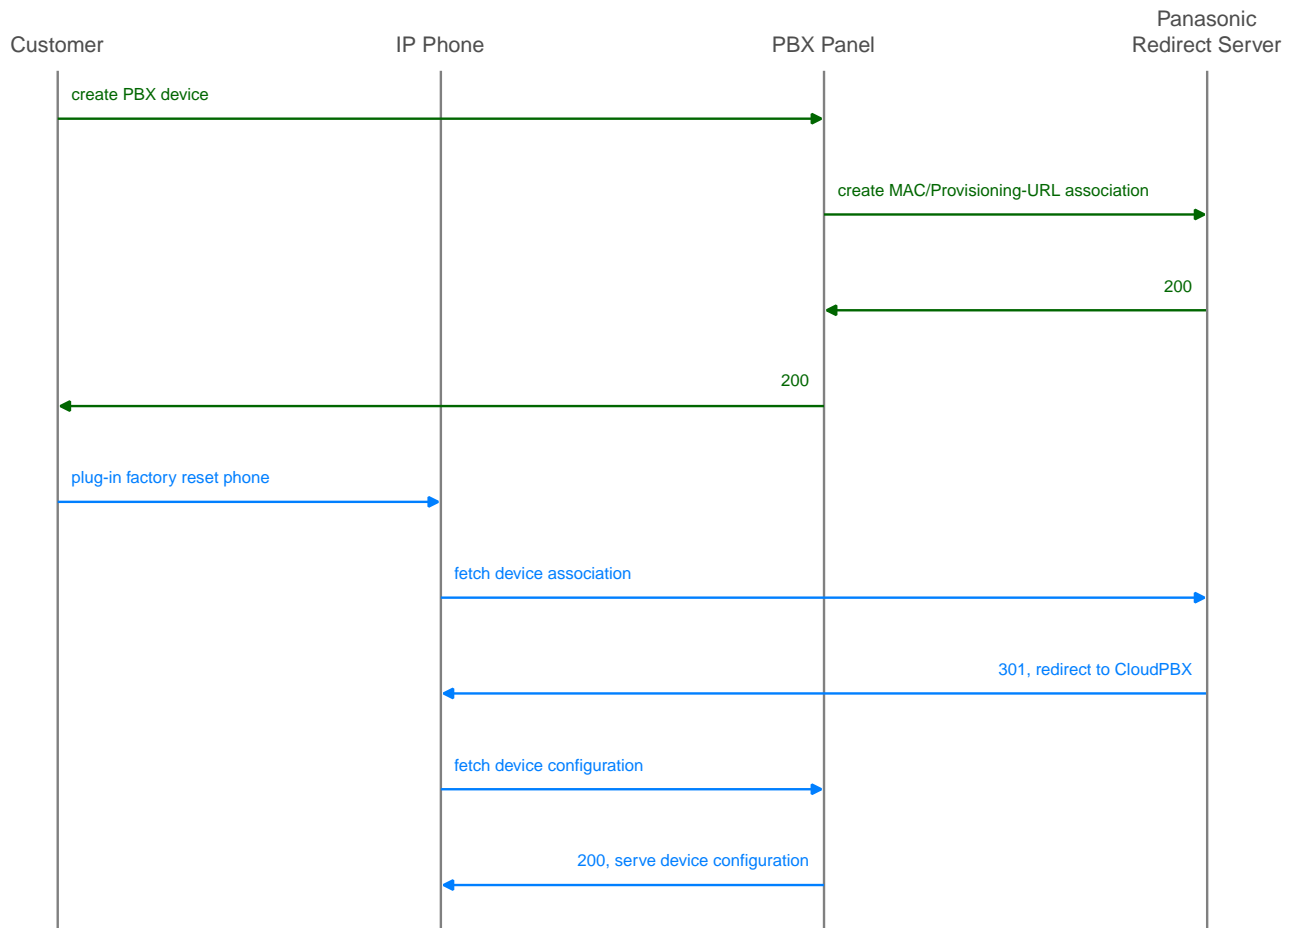 Customer
IP Phone
PBX Panel
Panasonic
Redirect Server
create PBX device
create MAC/Provisioning-URL association
200
200
plug-in factory reset phone
fetch device association
301, redirect to CloudPBX
fetch device configuration
200, serve device configuration